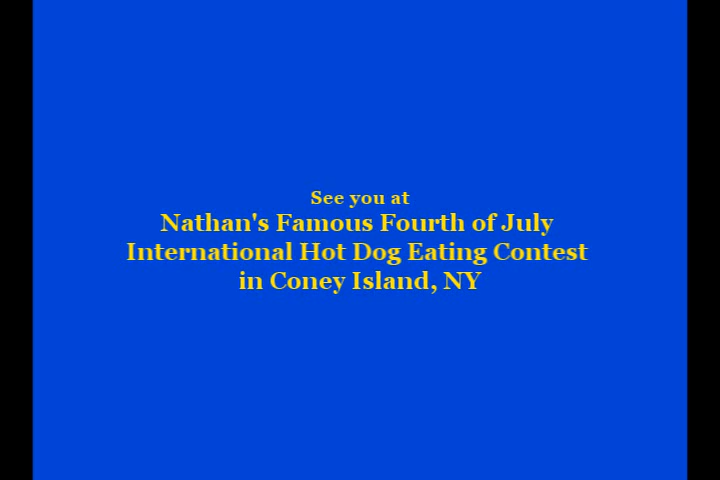 See you at
Nathan's Famous Fourth of July
International Hot Dog Eating Contest
in Coney Island, NY